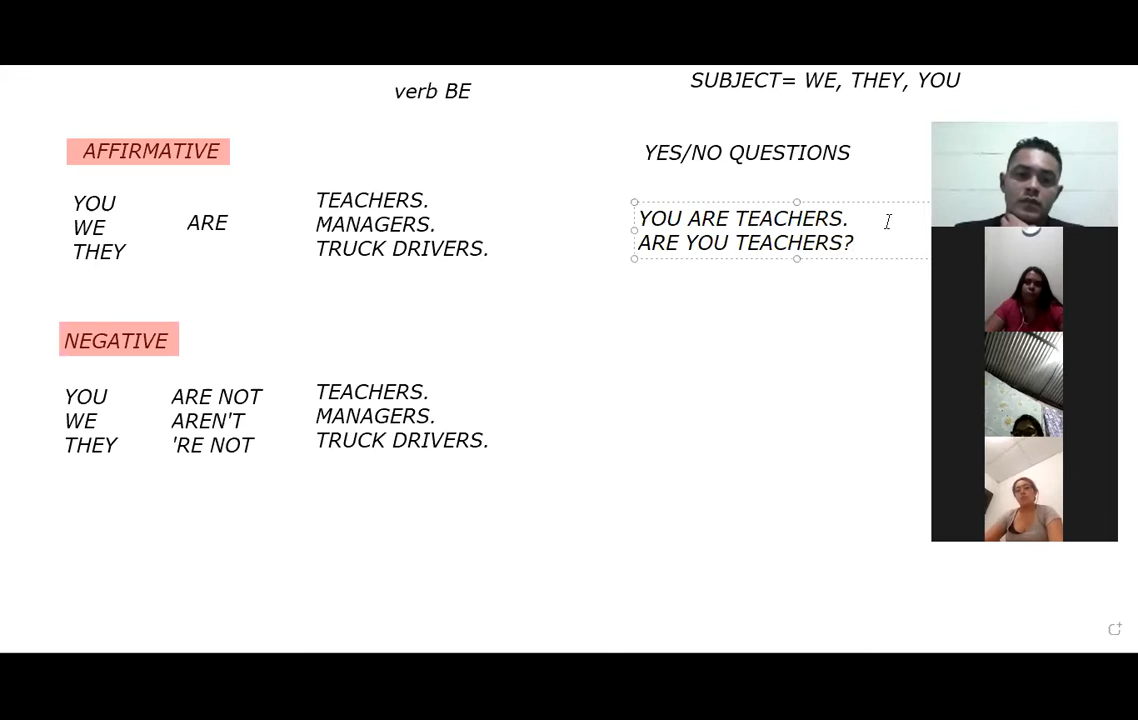 verb BE
SUBJECT= WE, THEY, YOU
AFFIRMATIVE
YOU
WE
THEY
ARE
TEACHERS.
MANAGERS.
TRUCK DRIVERS.
YES/NO QUESTIONS
YOU ARE TEACHERS.
ARE YOU TEACHERS?
NEGATIVE
YOU
WE
THEY
ARE NOT
AREN'T
'RE NOT
TEACHERS.
MANAGERS.
TRUCK DRIVERS.